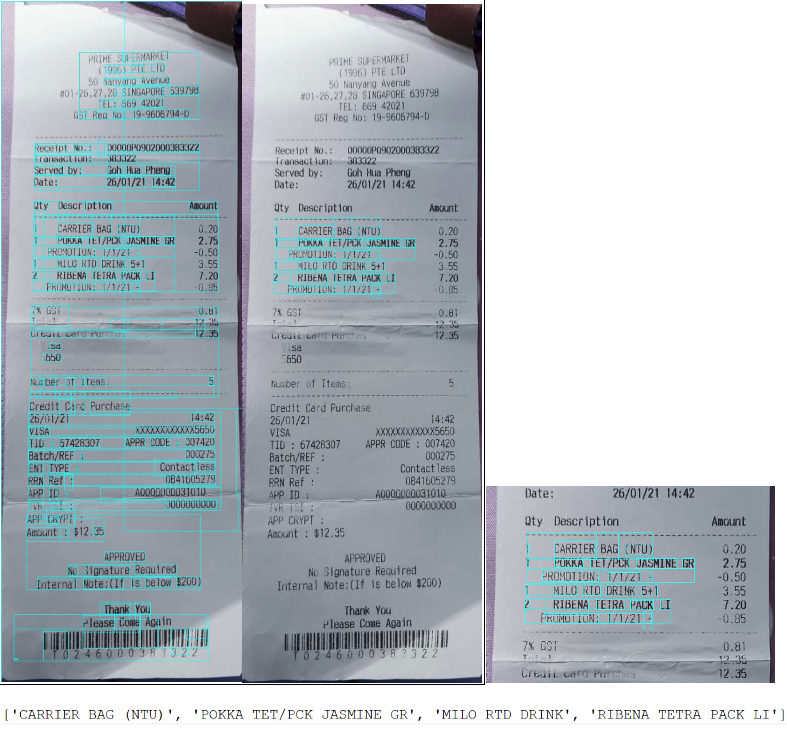 PRIME SUPERMARKET
(1996) PTE LTD
50 Nanyang Avenue
#01-26,27,28 SINGAPORE 639798
TEL: 669 42021
GST Reg No: 19-9606794-D
Receipt No.: 00000P0902000383322
Transaction: 383322
Served by: Goh Hua Pheng
Date: 26/01/21 14:42
Qty Description Amount
1 CARRIER BAG (NTU) 0.20
1 POKKA TET/PCK JASMINE GR 2.75
PROMOTION: 1/1/21 - -0.50
1 MILO RTD DRINK 5+1 3.55
2 RIBENA TETRA PACK LI 7.20
PROMOTION: 1/1/21 - -0.85
7% GST 0.81
12.35
Credit Card Purchas 12.35
Visa
5650
Number of Items: 5
Credit Card Purchase
26/01/21 14:42
VISA XXXXXXXXXXXX5650
TID : 67428307 APPR CODE : 007420
Batch/REF : 000275
ENT TYPE : Contactless
RRN Ref : 0841605279
APP ID : A0000000031010
0000000000
APP CRYPT :
Amount : $12.35
APPROVED
No Signature Required
Internal Note:(If is below $200)
Thank You
Please Come Again
10246000383322
PRIME SUPERMARKET
(1996) PTE LTD
50 Nanyang Avenue
#01-26,27,28 SINGAPORE 639798
TEL: 669 42021
GST Reg No: 19-9606794-D
Receipt No.: 00000P0902000383322
Transaction: 383322
Served by: Goh Hua Pheng
Date: 26/01/21 14:42
Qty Description Amount
1 CARRIER BAG (NTU) 0.20
1 POKKA TET/PCK JASMINE GR 2.75
PROMOTION: 1/1/21 - -0.50
1 MILO RTD DRINK 5+1 3.55
2 RIBENA TETRA PACK LI 7.20
PROMOTION: 1/1/21 - -0.85
7% GST 0.81
12.35
Credit Card Purchas 12.35
Visa
5650
Number of Items: 5
Credit Card Purchase
26/01/21 14:42
VISA XXXXXXXXXXXX5650
TID : 67428307 APPR CODE : 007420
Batch/REF : 000275
ENT TYPE : Contactless
RRN Ref : 0841605279
APP ID : A0000000031010
0000000000
APP CRYPT :
Amount : $12.35
APPROVED
No Signature Required
Internal Note:(If is below $200)
Thank You
Please Come Again
10246000383322
Date: 26/01/21 14:42
Qty Description Amount
1 CARRIER BAG (NTU) 0.20
1 POKKA TET/PCK JASMINE GR 2.75
PROMOTION: 1/1/21 - -0.50
1 MILO RTD DRINK 5+1 3.55
2 RIBENA TETRA PACK LI 7.20
PROMOTION: 1/1/21 - -0.85
7% GST 0.81
12.35
Credit Card Purchas 12.35
['CARRIER BAG (NTU)', 'POKKA TET/PCK JASMINE GR', 'MILO RTD DRINK', 'RIBENA TETRA PACK LI']